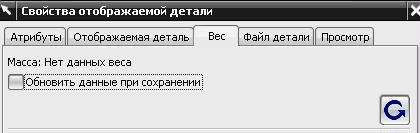 Свойства отображаемой детали
Атрибуты Отображаемая деталь Вес Файл детали Просмотр
Масса: Нет данных веса
Обновить данные при сохранении